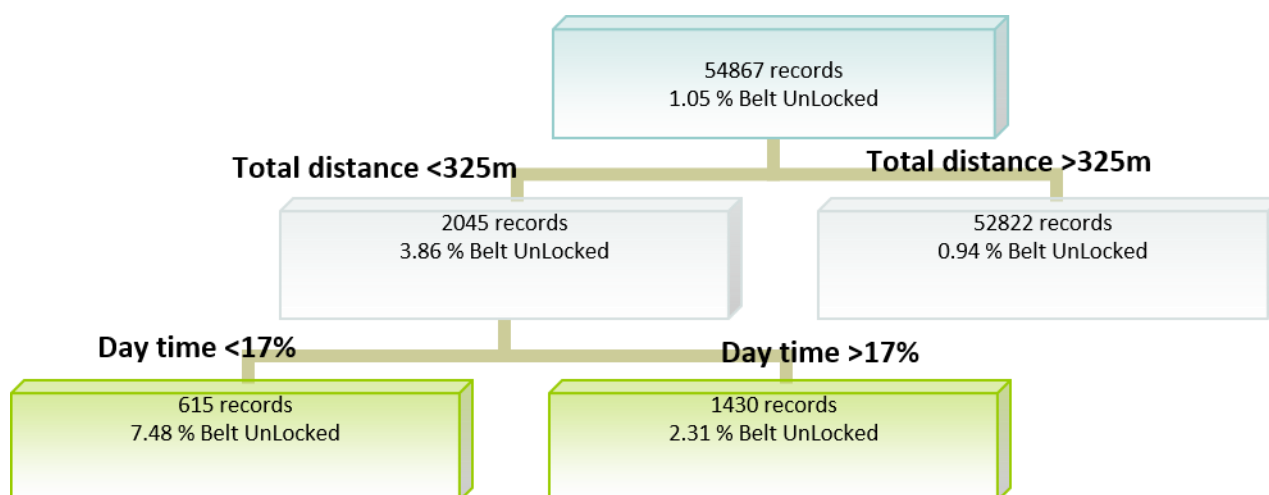 54867 records
1.05 % Belt UnLocked
Total distance <325m
Total distance >325m
2045 records
3.86 % Belt UnLocked
52822 records
0.94 % Belt UnLocked
Day time <17%
Day time >17%
615 records
7.48 % Belt UnLocked
1430 records
2.31 % Belt UnLocked